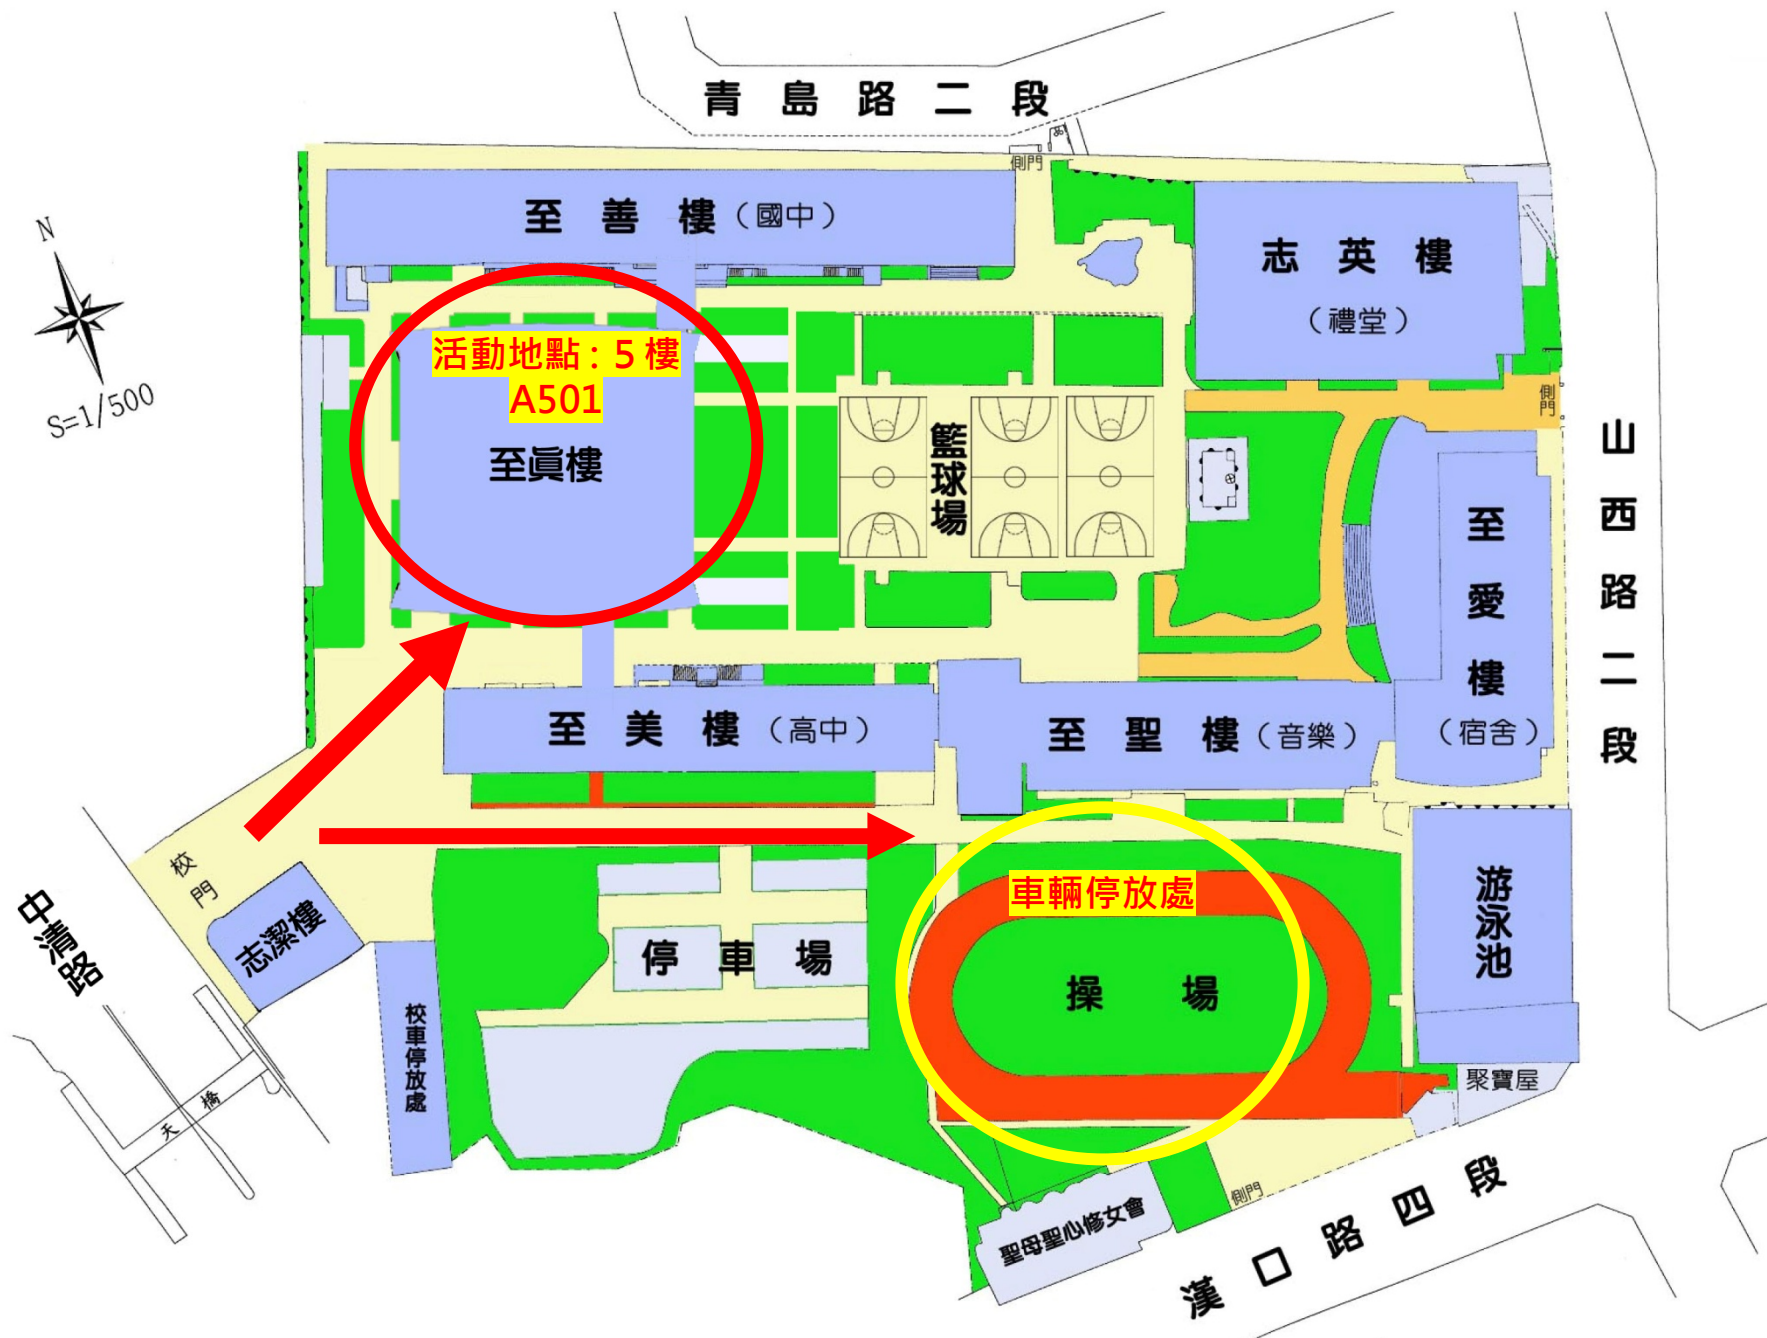 青島路二段
側門
至善樓（國中）
志英樓
（禮堂）
N
S=1/500
活動地點：5樓
A501
至真樓
籃球場
側門
山西路二段
至愛樓
（宿舍）
至美樓（高中）
至聖樓（音樂）
校門
中清路
志潔樓
校車停放處
停車場
車輛停放處
操場
游泳池
聚寶屋
天橋
側門
聖母聖心修女會
漢口路四段